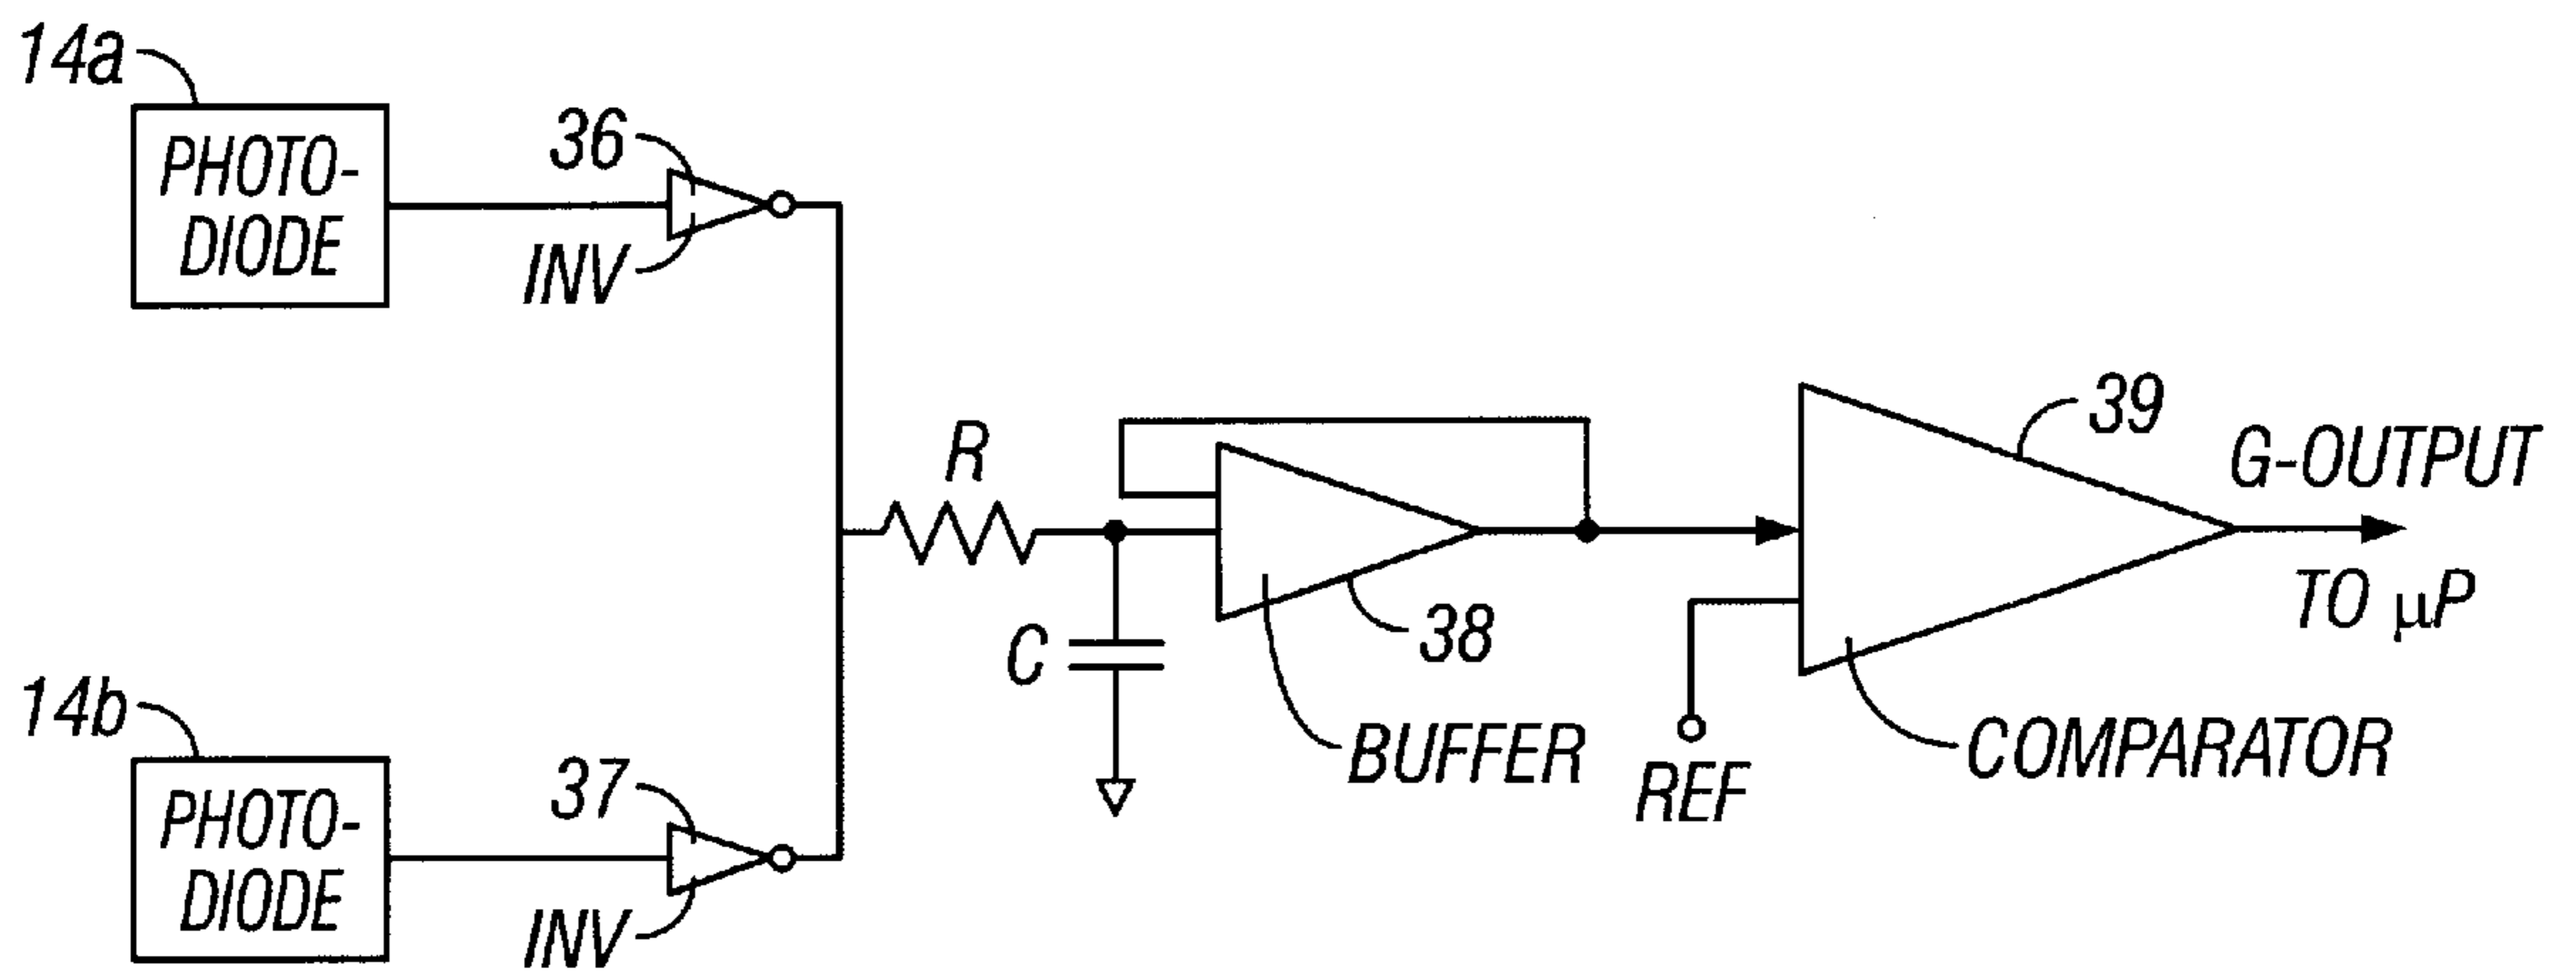 14a
PHOTO-
DIODE
36
INV
14b
PHOTO-
DIODE
37
INV
R
C
38
BUFFER
REF
39
COMPARATOR
G-OUTPUT
TO μP